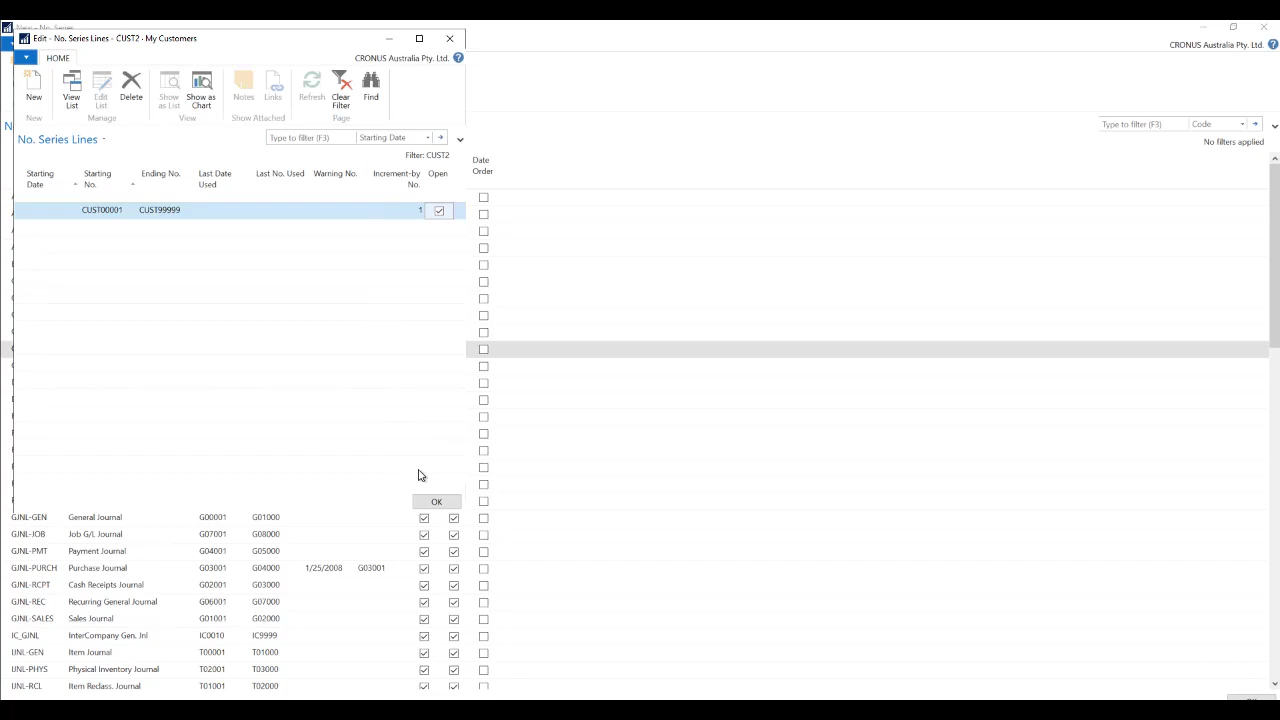 New - No. Series
Edit - No. Series Lines - CUST2 · My Customers
HOME
CRONUS Australia Pty. Ltd.
CRONUS Australia Pty. Ltd.
New
View List
Edit List
Delete
Show as List
Show as Chart
Notes
Links
Refresh
Clear Filter
Find
New
Manage
View
Show Attached
Page
No. Series Lines
Type to filter (F3)
Starting Date
Type to filter (F3)
Code
No filters applied
Filter: CUST2
Starting Date
Starting No.
Ending No.
Last Date Used
Last No. Used
Warning No.
Increment-by No.
Open
Date Order
CUST00001 CUST99999 1
OK
GJNL-GEN General Journal G00001 G01000
GJNL-JOB Job G/L Journal G07001 G08000
GJNL-PMT Payment Journal G04001 G05000
GJNL-PURCH Purchase Journal G03001 G04000 1/25/2008 G03001
GJNL-RCPT Cash Receipts Journal G02001 G03000
GJNL-REC Recurring General Journal G06001 G07000
GJNL-SALES Sales Journal G01001 G02000
IC_GJNL InterCompany Gen. Jnl IC0010 IC9999
IJNL-GEN Item Journal T00001 T01000
IJNL-PHYS Physical Inventory Journal T02001 T03000
IJNL-RCL Item Reclass. Journal T01001 T02000